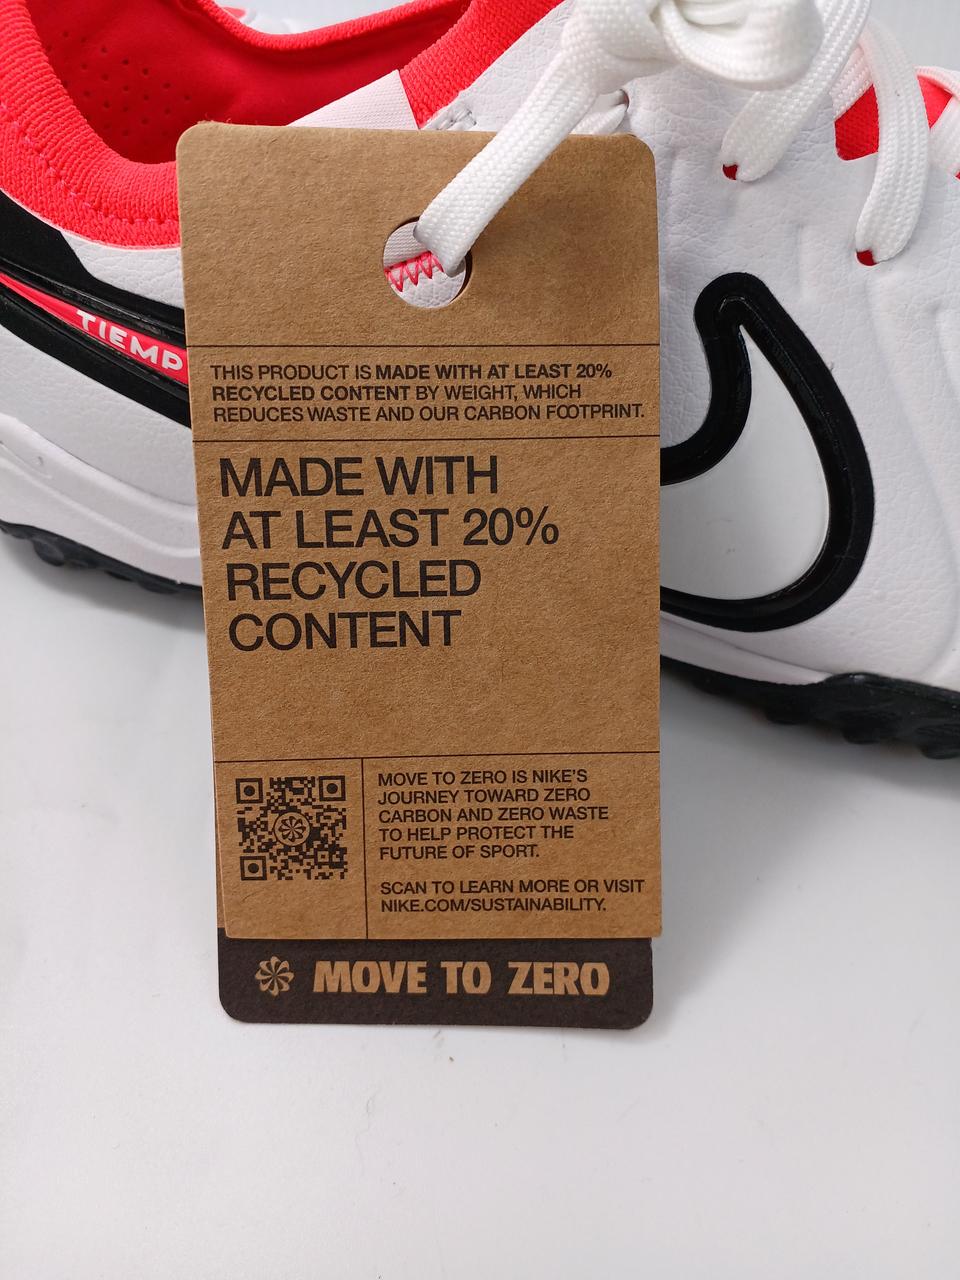 TIEMP
THIS PRODUCT IS MADE WITH AT LEAST 20%
RECYCLED CONTENT BY WEIGHT, WHICH
REDUCES WASTE AND OUR CARBON FOOTPRINT.
MADE WITH
AT LEAST 20%
RECYCLED
CONTENT
MOVE TO ZERO IS NIKE'S
JOURNEY TOWARD ZERO
CARBON AND ZERO WASTE
TO HELP PROTECT THE
FUTURE OF SPORT.
SCAN TO LEARN MORE OR VISIT
NIKE.COM/SUSTAINABILITY.
MOVE TO ZERO